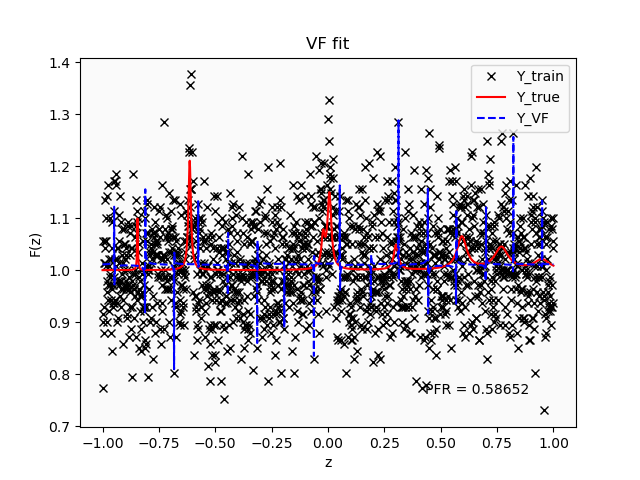 VF fit
1.4
1.3
1.2
1.1
1.0
0.9
0.8
0.7
F(z)
Y_train
Y_true
Y_VF
PFR = 0.58652
−1.00 −0.75 −0.50 −0.25 0.00 0.25 0.50 0.75 1.00
z